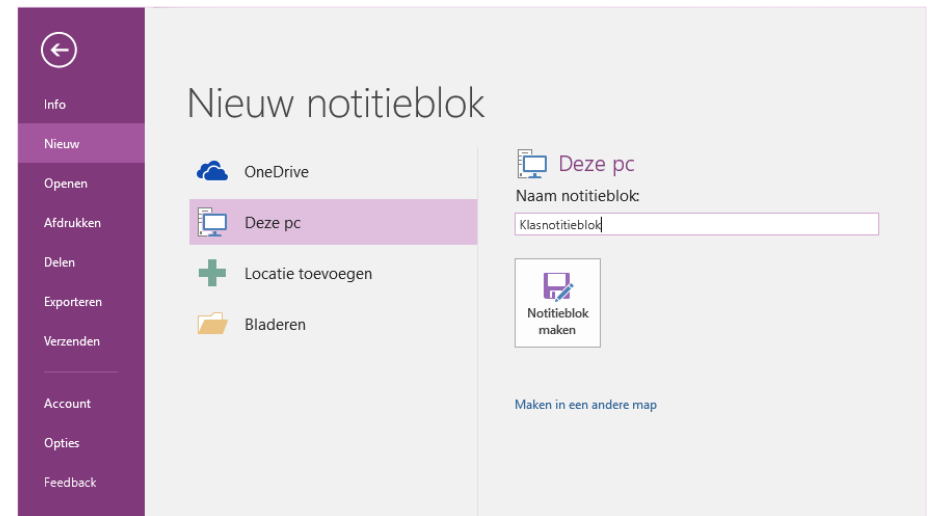 Info
Nieuw
Openen
Afdrukken
Delen
Exporteren
Verzenden
Account
Opties
Feedback
Nieuw notitieblok
OneDrive
Deze pc
Locatie toevoegen
Bladeren
Deze pc
Naam notitieblok:
Klasnotitieblok
Notitieblok
maken
Maken in een andere map